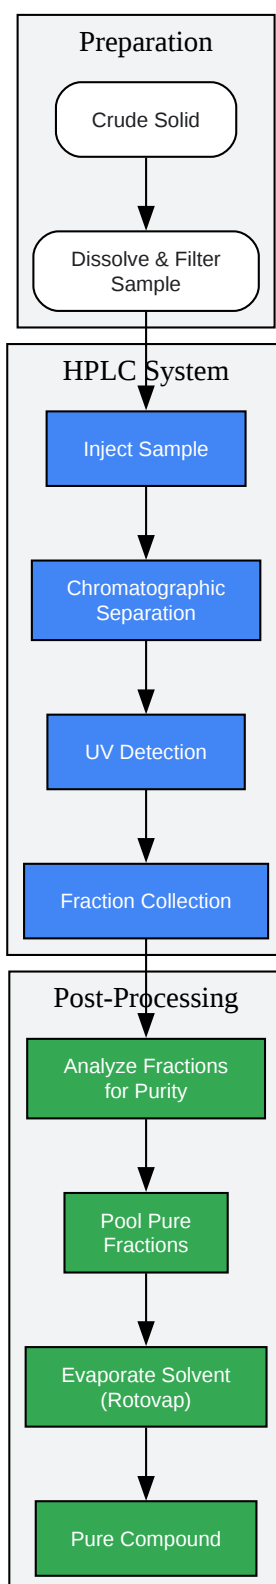 Preparation
Crude Solid
Dissolve & Filter
Sample
HPLC System
Inject Sample
Chromatographic
Separation
UV Detection
Fraction Collection
Post-Processing
Analyze Fractions
for Purity
Pool Pure
Fractions
Evaporate Solvent
(Rotovap)
Pure Compound